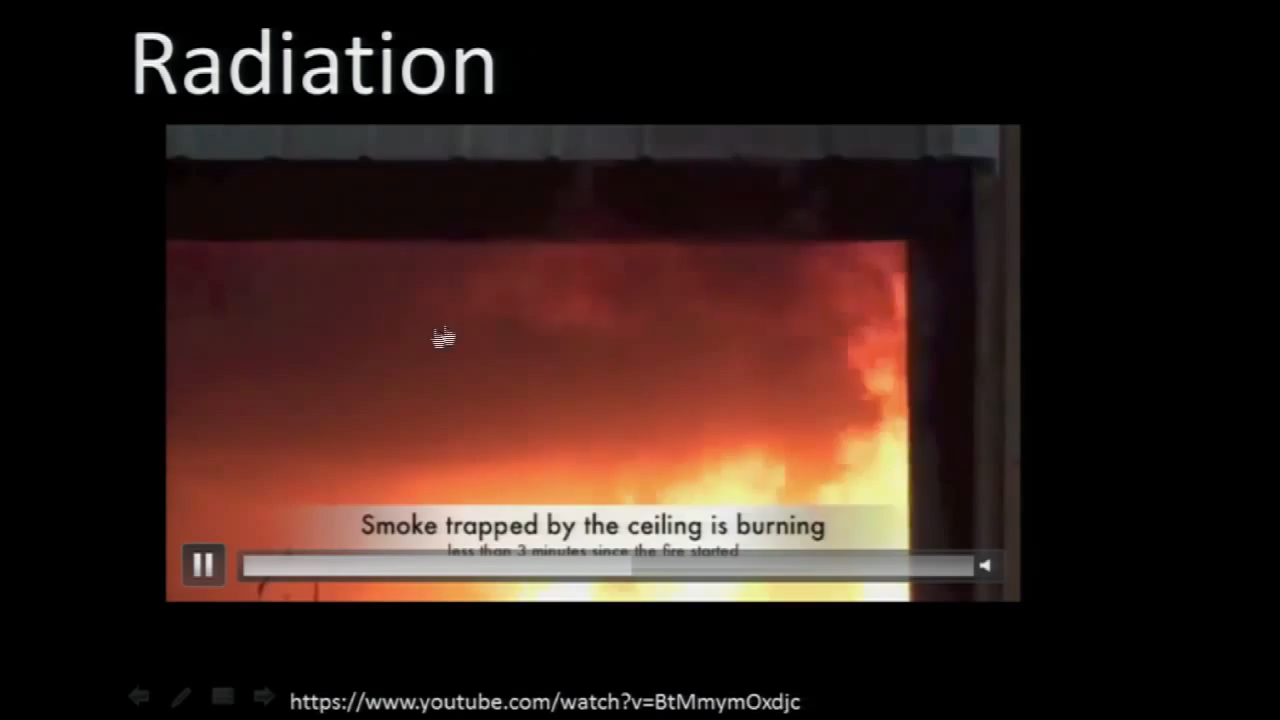 Radiation
Smoke trapped by the ceiling is burning
less than 3 minutes since the fire started
https://www.youtube.com/watch?v=BtMmymOxdjc